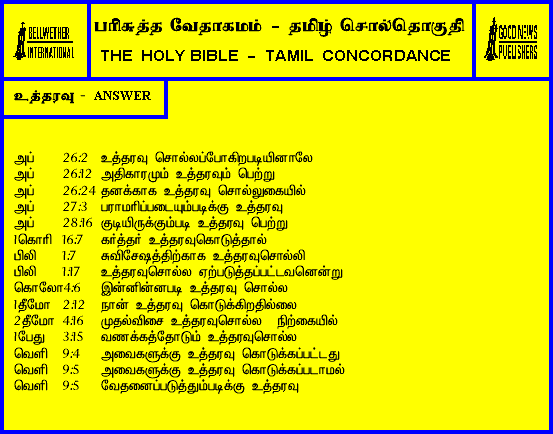 BELLWETHER
INTERNATIONAL
பரிசுத்த வேதாகமம் - தமிழ் சொல்தொகுதி
THE HOLY BIBLE - TAMIL CONCORDANCE
GOOD NEWS
PUBLISHERS
உத்தரவு - ANSWER
அப் 26:2 உத்தரவு சொல்லப்போகிறபடியினாலே
அப் 26:12 அதிகாரமும் உத்தரவும் பெற்று
அப் 26:24 தனக்காக உத்தரவு சொல்லுகையில்
அப் 27:3 பராமரிப்படையும்படிக்கு உத்தரவு
அப் 28:16 குடியிருக்கும்படி உத்தரவு பெற்று
1கொரி 16:7 கர்த்தர் உத்தரவுகொடுத்தால்
பிலி 1:7 சுவிசேஷத்திற்காக உத்தரவுசொல்லி
பிலி 1:17 உத்தரவுசொல்ல ஏற்படுத்தப்பட்டவனென்று
கொலோ 4:6 இன்னின்னபடி உத்தரவு சொல்ல
1தீமோ 2:12 நான் உத்தரவு கொடுக்கிறதில்லை
2தீமோ 4:16 முதல்விசை உத்தரவுசொல்ல நிற்கையில்
1பேது 3:15 வணக்கத்தோடும் உத்தரவுசொல்ல
வெளி 9:4 அவைகளுக்கு உத்தரவு கொடுக்கப்பட்டது
வெளி 9:5 அவைகளுக்கு உத்தரவு கொடுக்கப்படாமல்
வெளி 9:5 வேதனைப்படுத்தும்படிக்கு உத்தரவு